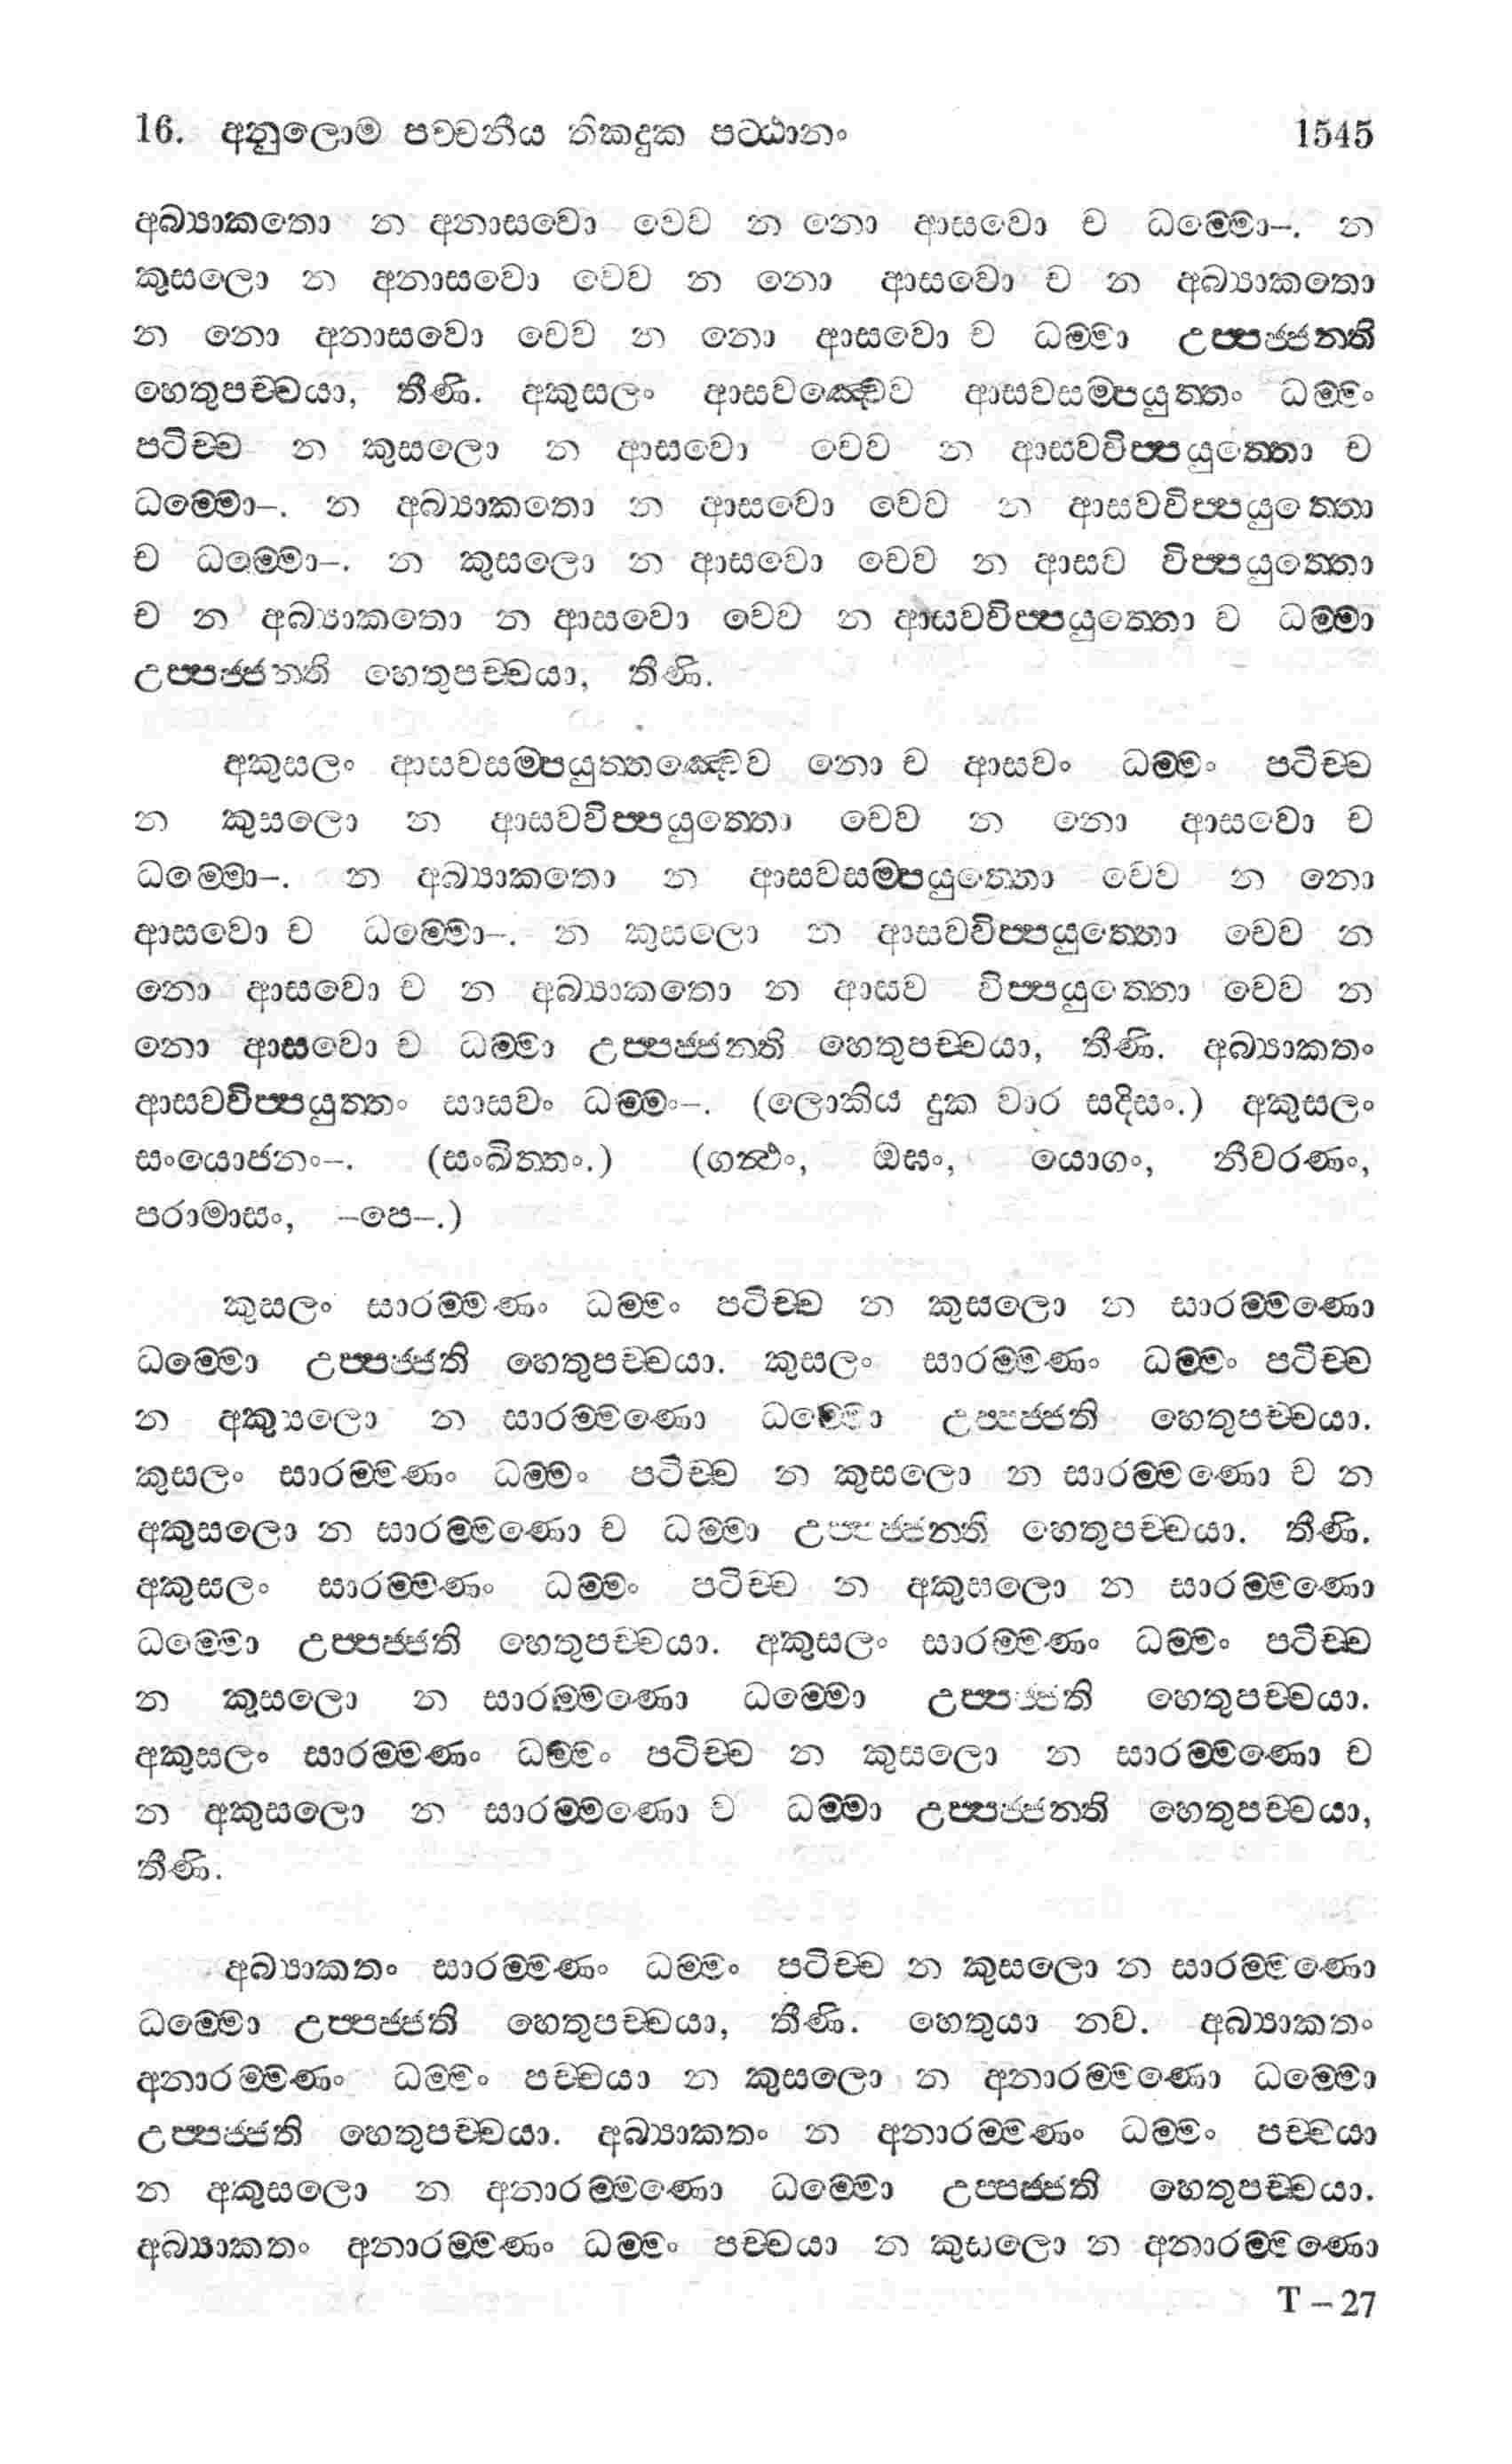 16. අනුලොම පච්චනීය තිකදුක පට්ඨානං 1545
අබ්‍යාකතො න අනාසවො චෙව න නො ආසවො ච ධම්මො–. න
කුසලො න අනාසවො චෙව න නො ආසවො ච න අබ්‍යාකතො
න නො අනාසවො චෙව න නො ආසවො ච ධම්මා උප්පජ්ජන්ති
හෙතුපච්චයා, තීණි. අකුසලං ආසවඤ්චෙව ආසවසම්පයුත්තං ධම්මං
පටිච්ච න කුසලො න ආසවො චෙව න ආසවවිප්පයුත්තො ච
ධම්මො–. න අබ්‍යාකතො න ආසවො චෙව න ආසවවිප්පයුත්තො
ච ධම්මො–. න කුසලො න ආසවො චෙව න ආසව විප්පයුත්තො
ච න අබ්‍යාකතො න ආසවො චෙව න ආසවවිප්පයුත්තො ච ධම්මා
උප්පජ්ජන්ති හෙතුපච්චයා, තීණි.
අකුසලං ආසවසම්පයුත්තඤ්චෙව නො ච ආසවං ධම්මං පටිච්ච
න කුසලො න ආසවවිප්පයුත්තො චෙව න නො ආසවො ච
ධම්මො–. න අබ්‍යාකතො න ආසවසම්පයුත්තො චෙව න නො
ආසවො ච ධම්මො–. න කුසලො න ආසවවිප්පයුත්තො චෙව න
නො ආසවො ච න අබ්‍යාකතො න ආසව විප්පයුත්තො චෙව න
නො ආසවො ච ධම්මා උප්පජ්ජන්ති හෙතුපච්චයා, තීණි. අබ්‍යාකතං
ආසවවිප්පයුත්තං සාසවං ධම්මං–. (ලොකිය දුක වාර සදිසං.) අකුසලං
සංයොජනං–. (සංඛිත්තං.) (ගන්ථං, ඔඝං, යොගං, නීවරණං,
පරාමාසං, –පෙ–.)
කුසලං සාරම්මණං ධම්මං පටිච්ච න කුසලො න සාරම්මණො
ධම්මො උප්පජ්ජති හෙතුපච්චයා. කුසලං සාරම්මණං ධම්මං පටිච්ච
න අකුසලො න සාරම්මණො ධම්මො උප්පජ්ජති හෙතුපච්චයා.
කුසලං සාරම්මණං ධම්මං පටිච්ච න කුසලො න සාරම්මණො ච න
අකුසලො න සාරම්මණො ච ධම්මා උප්පජ්ජන්ති හෙතුපච්චයා. තීණි.
අකුසලං සාරම්මණං ධම්මං පටිච්ච න අකුසලො න සාරම්මණො
ධම්මො උප්පජ්ජති හෙතුපච්චයා. අකුසලං සාරම්මණං ධම්මං පටිච්ච
න කුසලො න සාරම්මණො ධම්මො උප්පජ්ජති හෙතුපච්චයා.
අකුසලං සාරම්මණං ධම්මං පටිච්ච න කුසලො න සාරම්මණො ච
න අකුසලො න සාරම්මණො ච ධම්මා උප්පජ්ජන්ති හෙතුපච්චයා,
තීණි.
අබ්‍යාකතං සාරම්මණං ධම්මං පටිච්ච න කුසලො න සාරම්මණො
ධම්මො උප්පජ්ජති හෙතුපච්චයා, තීණි. හෙතුයා නව. අබ්‍යාකතං
අනාරම්මණං ධම්මං පච්චයා න කුසලො න අනාරම්මණො ධම්මො
උප්පජ්ජති හෙතුපච්චයා. අබ්‍යාකතං න අනාරම්මණං ධම්මං පච්චයා
න අකුසලො න අනාරම්මණො ධම්මො උප්පජ්ජති හෙතුපච්චයා.
අබ්‍යාකතං අනාරම්මණං ධම්මං පච්චයා න කුසලො න අනාරම්මණො
T – 27